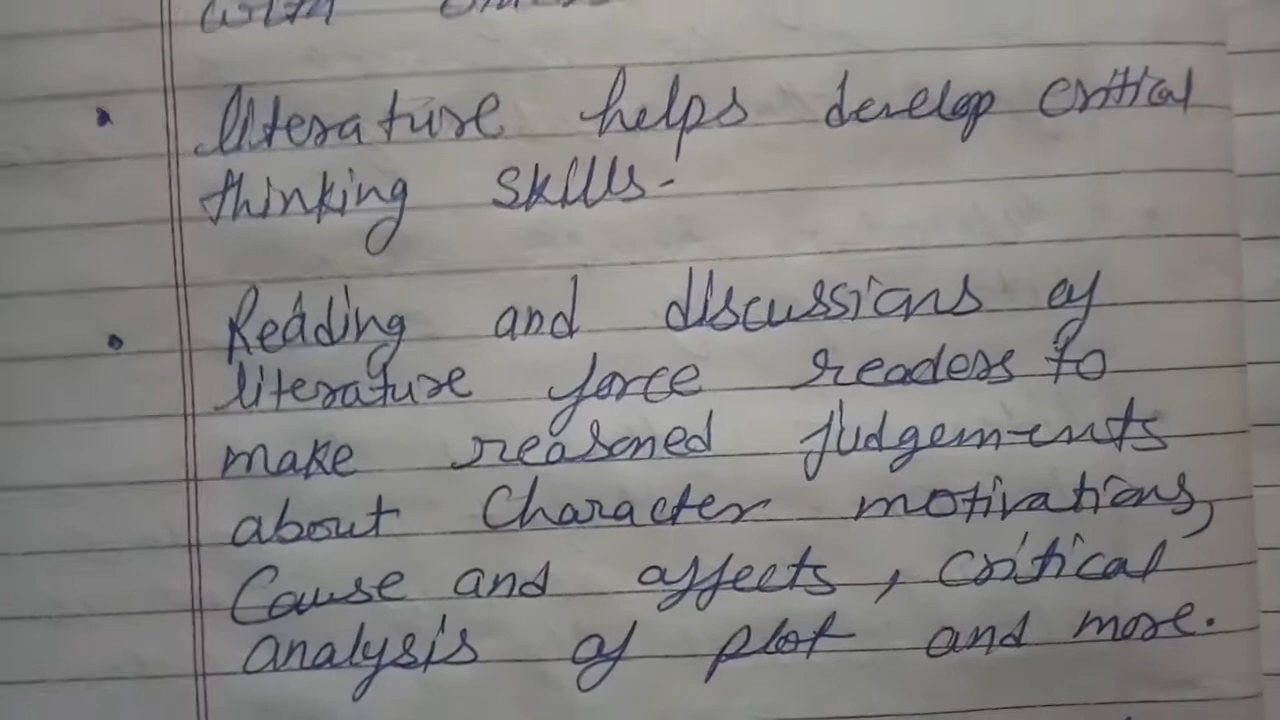 with
• literature helps develop critical
thinking skills.
• Reading and discussions of
literature force readers to
make reasoned judgements
about Character motivations,
Cause and affects, critical
analysis of plot and more.